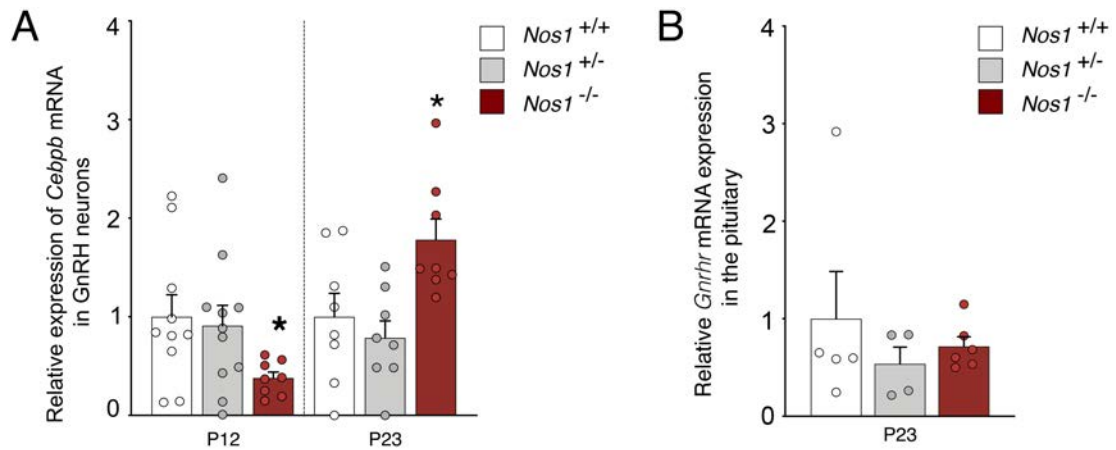 A
Relative expression of Cebpb mRNA
in GnRH neurons
4
3
2
1
0
*
*
P12
P23
Nos1 +/+
Nos1 +/-
Nos1 -/-
B
Relative Gnrhr mRNA expression
in the pituitary
4
3
2
1
0
P23
Nos1 +/+
Nos1 +/-
Nos1 -/-